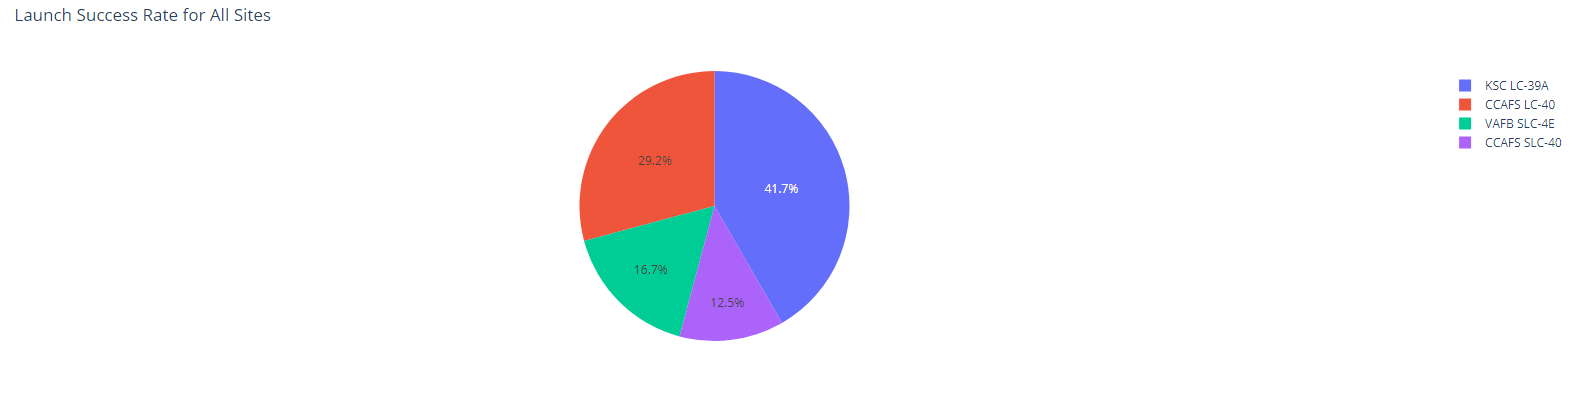 Launch Success Rate for All Sites
29.2%
41.7%
16.7%
12.5%
KSC LC-39A
CCAFS LC-40
VAFB SLC-4E
CCAFS SLC-40